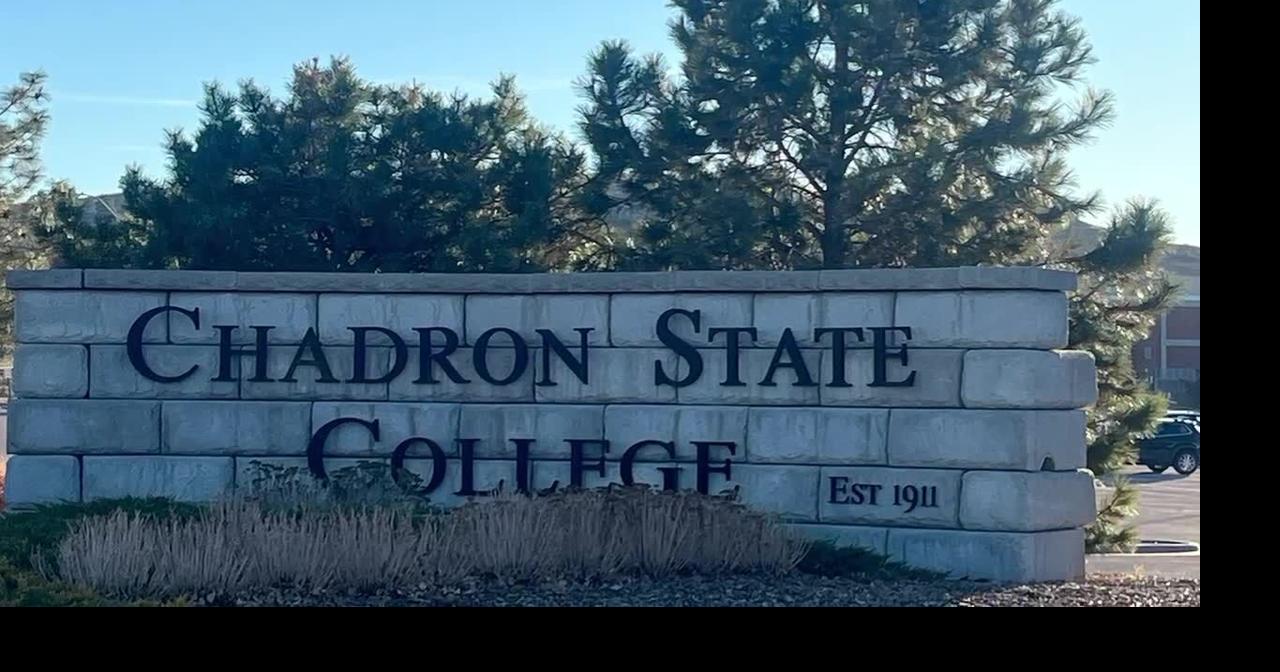 CHADRON STATE
COLLEGE
EST 1911